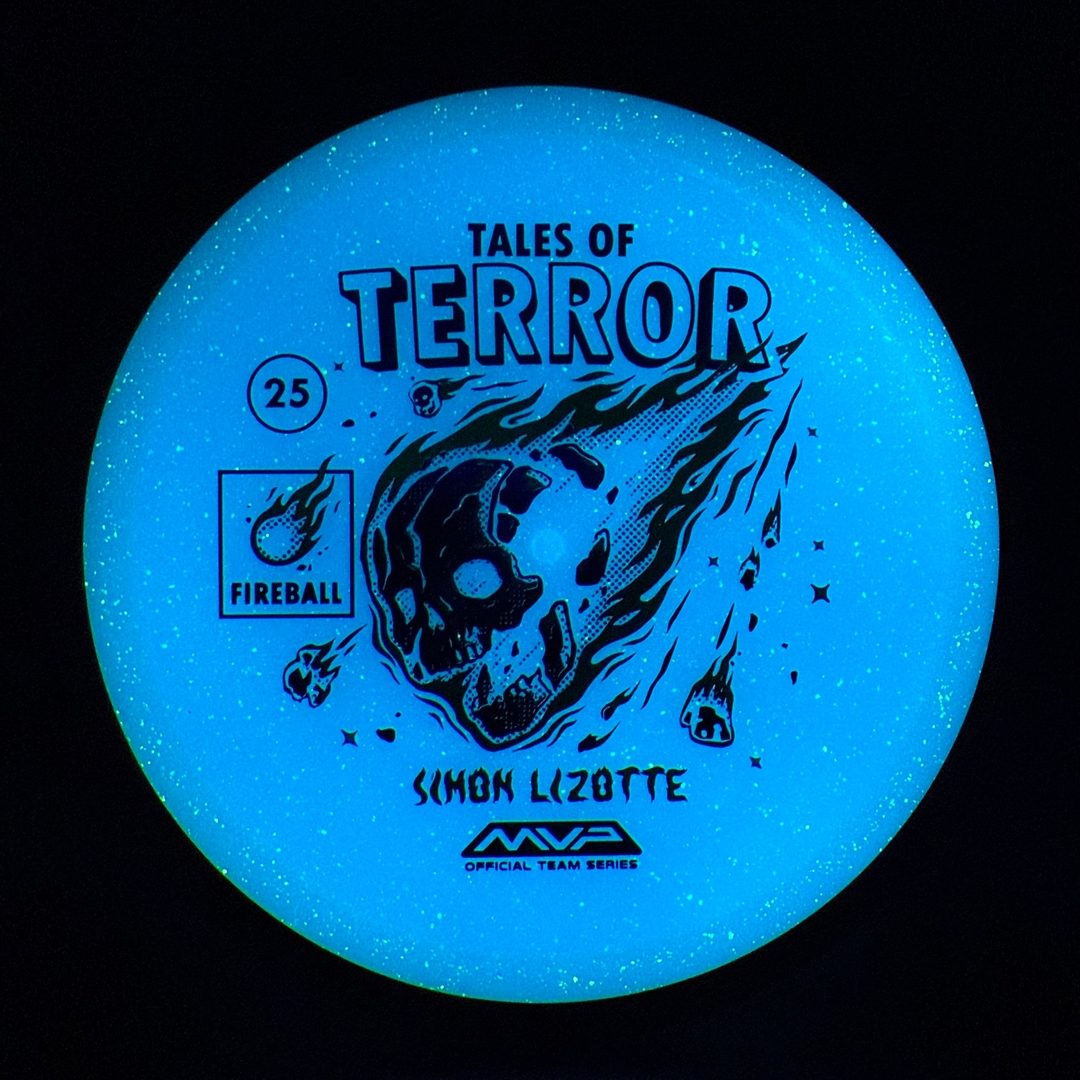 TALES OF
TERROR
25
FIREBALL
SIMON LIZOTTE
MVP
OFFICIAL TEAM SERIES